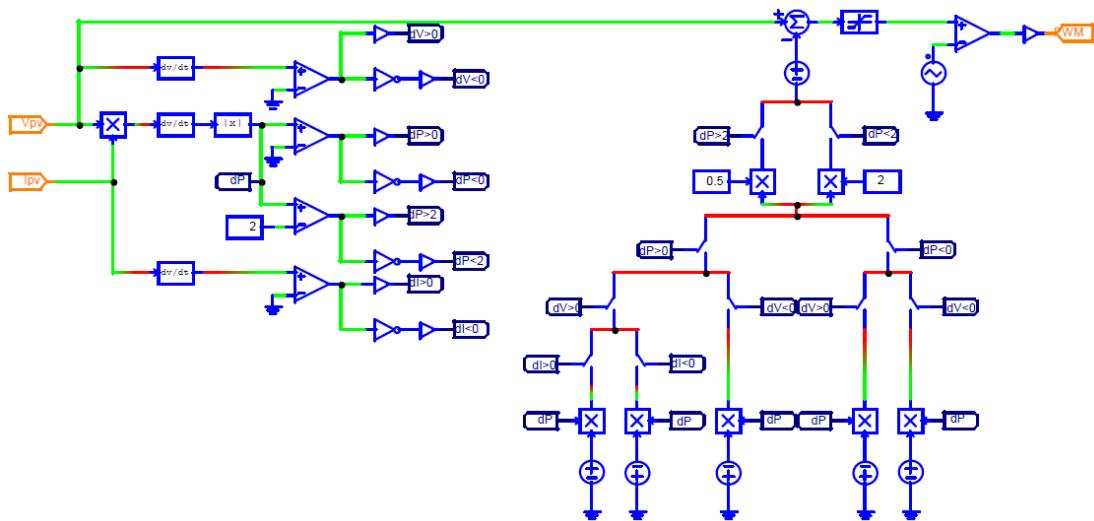 dV>0
WM
dv/dt
dV<0
Vpv
dv/dt
|x|
dP>0
dP>2
dP<2
Ipv
dP
dP<0
0.5
2
2
dP>2
dP>0
dP<0
dP<2
dv/dt
dI>0
dV>0
dV<0
dV>0
dV<0
dI<0
dI>0
dI<0
dP
dP
dP
dP
dP